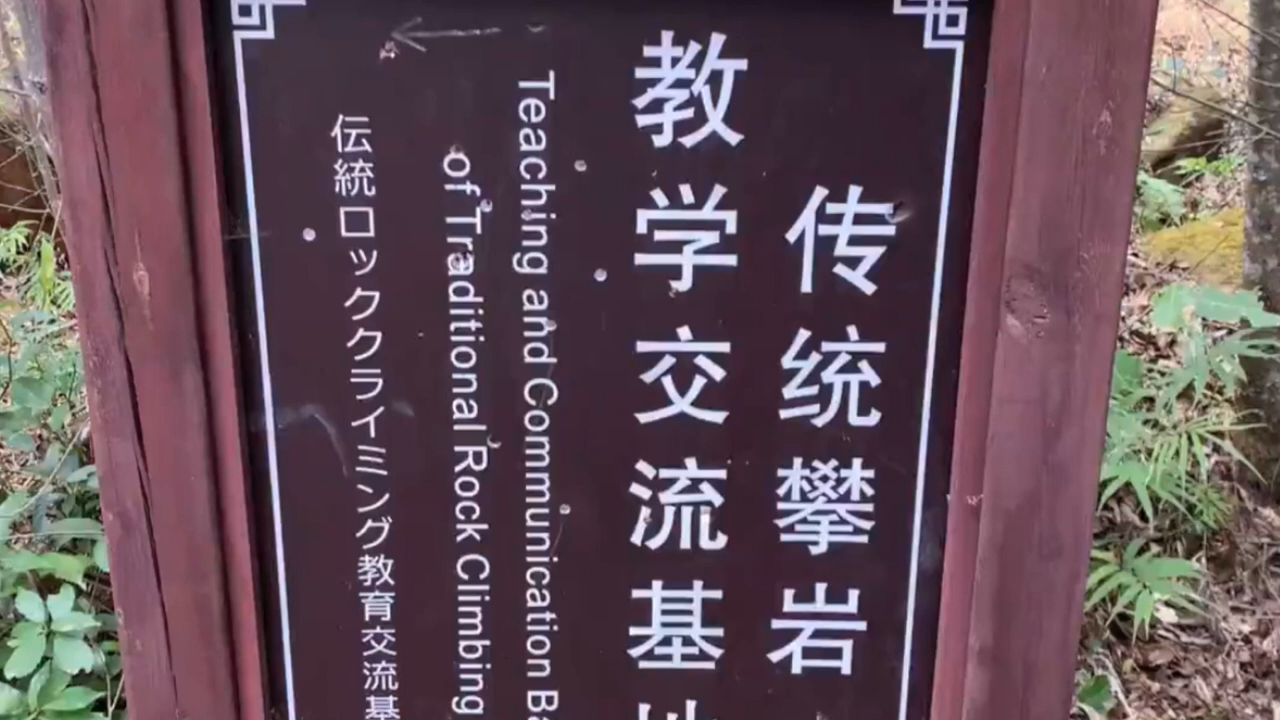 传统攀岩
教学交流基
Teaching and Communication
of Traditional Rock Climbing
伝統ロッククライミング教育交流基